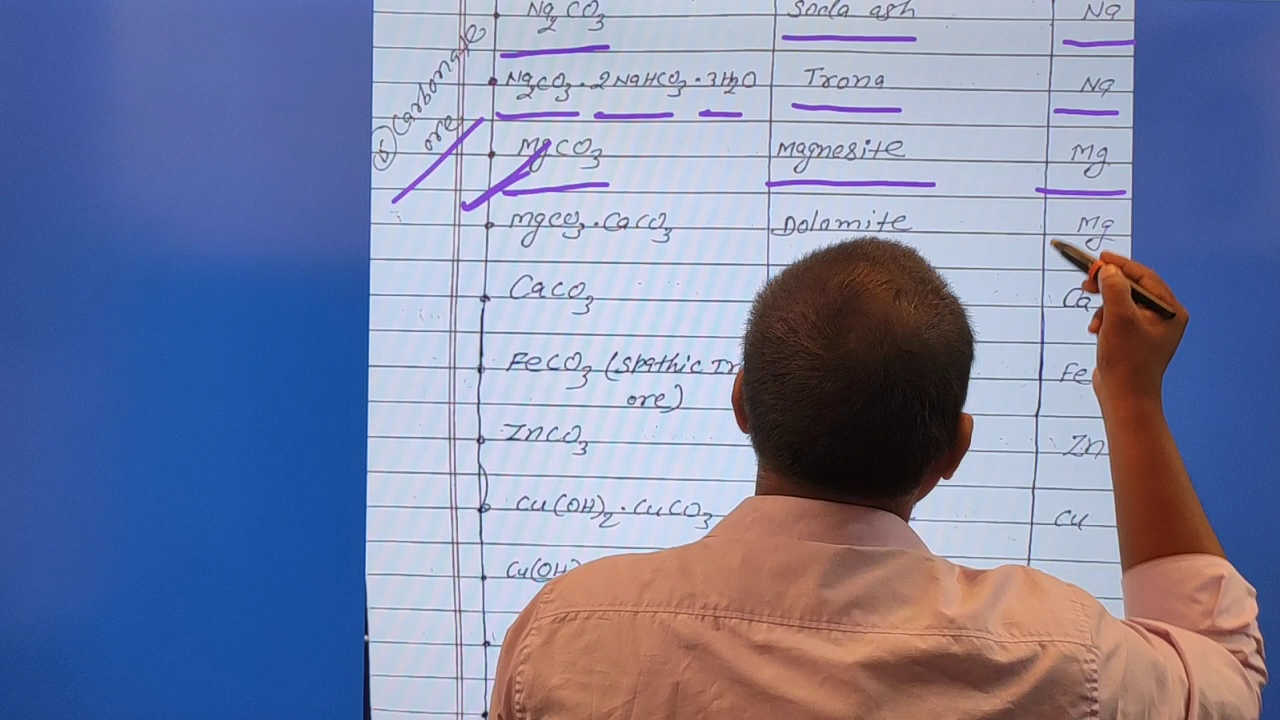 Na2CO3 Soda ash Na
Na2CO3.2NaHCO3.3H2O Trona Na
⑤ Carbonate ore
MgCO3 Magnesite Mg
MgCO3.CaCO3 Dolomite Mg
CaCO3 Ca
FeCO3 (Spathic Fe
ore)
ZnCO3 Zn
Cu(OH)2.CuCO3 Cu